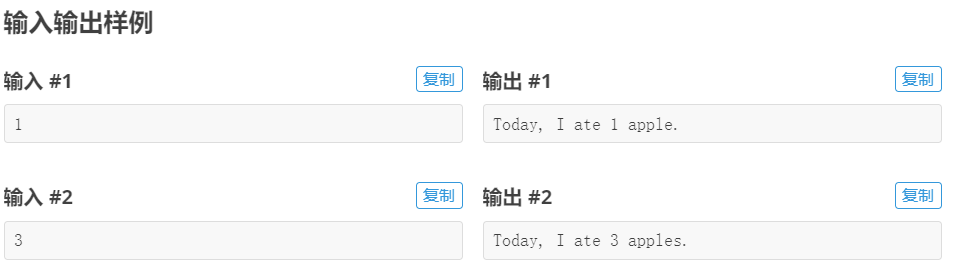 输入输出样例
输入 #1 复制 输出 #1 复制
1 Today, I ate 1 apple.
输入 #2 复制 输出 #2 复制
3 Today, I ate 3 apples.